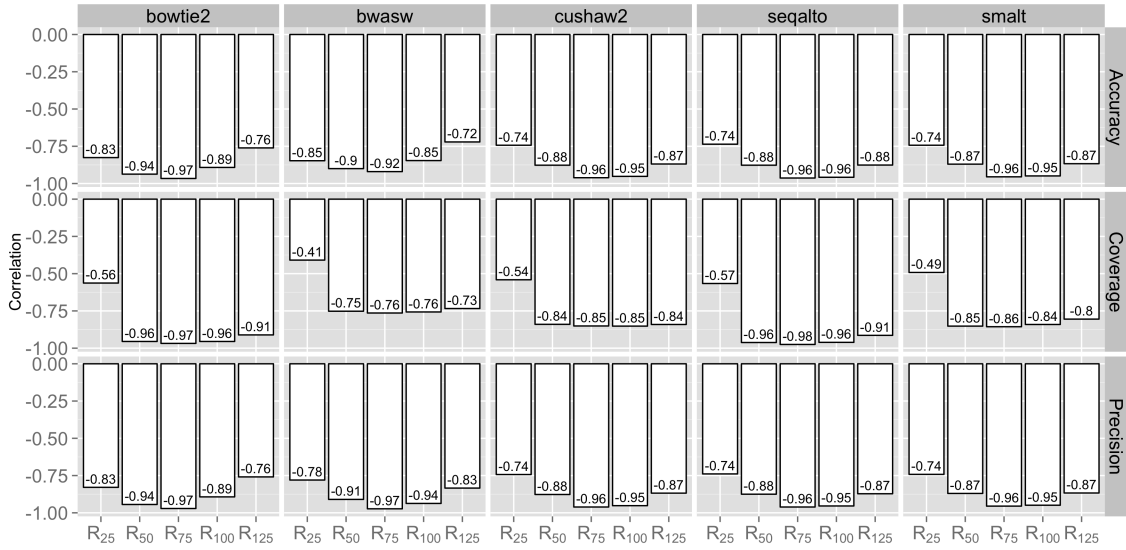 bowtie2 bwasw cushaw2 seqalto smalt
0.00
-0.25
-0.50
-0.75
-1.00
-0.83 -0.94 -0.97 -0.89 -0.76
-0.85 -0.9 -0.92 -0.85 -0.72
-0.74 -0.88 -0.96 -0.95 -0.87
-0.74 -0.88 -0.96 -0.96 -0.88
-0.74 -0.87 -0.96 -0.95 -0.87
Accuracy
Correlation
0.00
-0.25
-0.50
-0.75
-1.00
-0.56 -0.96 -0.97 -0.96 -0.91
-0.41 -0.75 -0.76 -0.76 -0.73
-0.54 -0.84 -0.85 -0.85 -0.84
-0.57 -0.96 -0.98 -0.96 -0.91
-0.49 -0.85 -0.86 -0.84 -0.8
Coverage
0.00
-0.25
-0.50
-0.75
-1.00
-0.83 -0.94 -0.97 -0.89 -0.76
-0.78 -0.91 -0.97 -0.94 -0.83
-0.74 -0.88 -0.96 -0.95 -0.87
-0.74 -0.88 -0.96 -0.95 -0.87
-0.74 -0.87 -0.96 -0.95 -0.87
Precision
R25 R50 R75 R100 R125 R25 R50 R75 R100 R125 R25 R50 R75 R100 R125 R25 R50 R75 R100 R125 R25 R50 R75 R100 R125